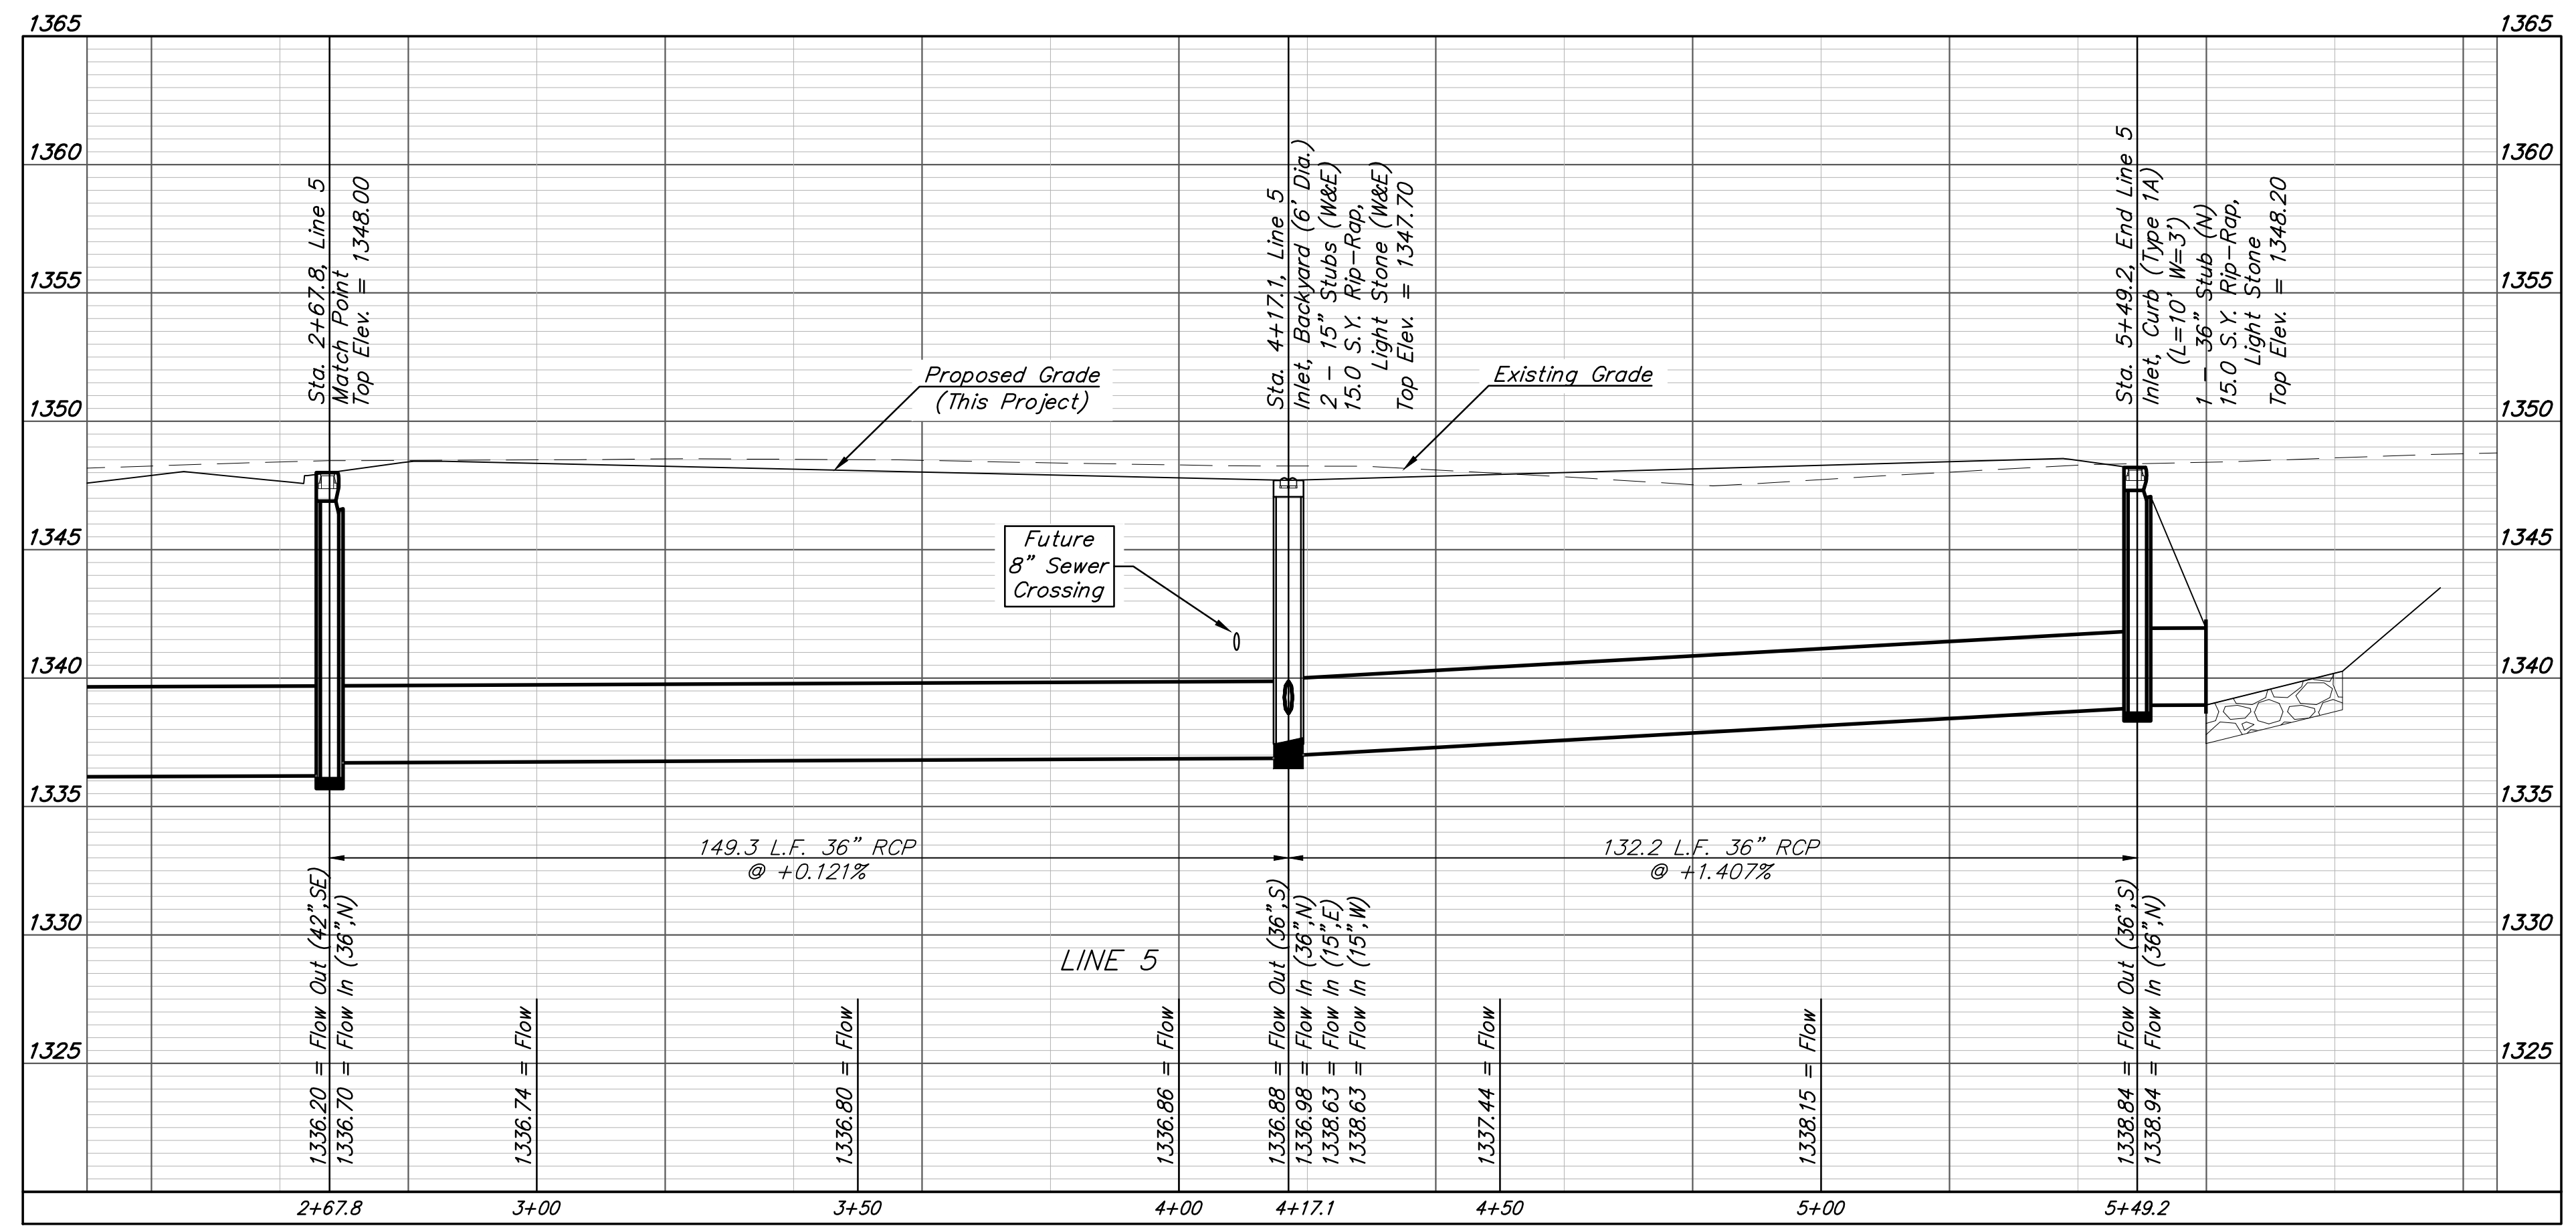 1365
1365
1360
1360
1355
1355
1350
1350
1345
1345
1340
1340
1335
1335
1330
1330
1325
1325
Sta. 2+67.8, Line 5
Match Point
Top Elev. = 1348.00
Sta. 4+17.1, Line 5
Inlet, Backyard (6' Dia.)
2 - 15" Stubs (W&E)
15.0 S.Y. Rip-Rap,
Light Stone (W&E)
Top Elev. = 1347.70
Sta. 5+49.2, End Line 5
Inlet, Curb (Type 1A)
(L=10' W=3')
1 - 36" Stub (N)
15.0 S.Y. Rip-Rap,
Light Stone
Top Elev. = 1348.20
Proposed Grade
(This Project)
Existing Grade
Future
8" Sewer
Crossing
149.3 L.F. 36" RCP
@ +0.121%
132.2 L.F. 36" RCP
@ +1.407%
LINE 5
1336.20 = Flow Out (42",SE)
1336.70 = Flow In (36",N)
1336.74 = Flow
1336.80 = Flow
1336.86 = Flow
1336.88 = Flow Out (36",S)
1336.98 = Flow In (36",N)
1338.63 = Flow In (15",E)
1338.63 = Flow In (15",W)
1337.44 = Flow
1338.15 = Flow
1338.84 = Flow Out (36",S)
1338.94 = Flow In (36",N)
2+67.8
3+00
3+50
4+00
4+17.1
4+50
5+00
5+49.2